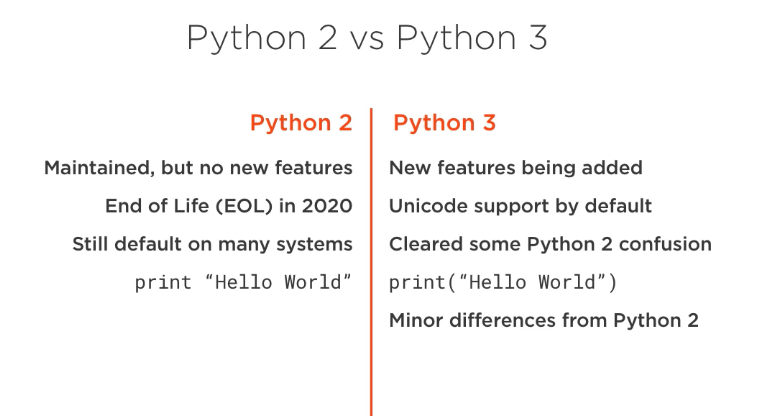 Python 2 vs Python 3
Python 2
Maintained, but no new features
End of Life (EOL) in 2020
Still default on many systems
print “Hello World”
Python 3
New features being added
Unicode support by default
Cleared some Python 2 confusion
print(“Hello World”)
Minor differences from Python 2